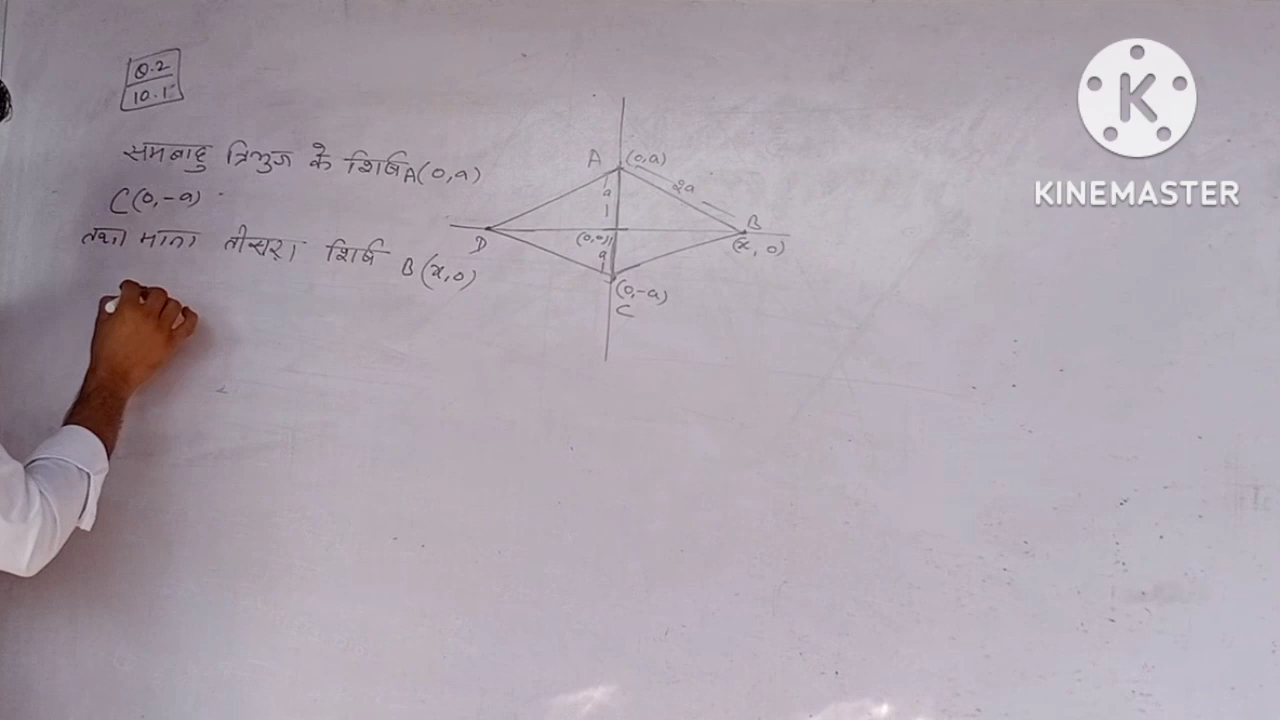 Q.2
10.1
समबाहु त्रिभुज के शिर्ष A(0,a)
C(0,-a)
तथा माना तीसरा शिर्ष B(x,0)
A (0,a)
2a
a
D
(0,0)
B
(x, 0)
a
(0,-a)
C
K
KINEMASTER